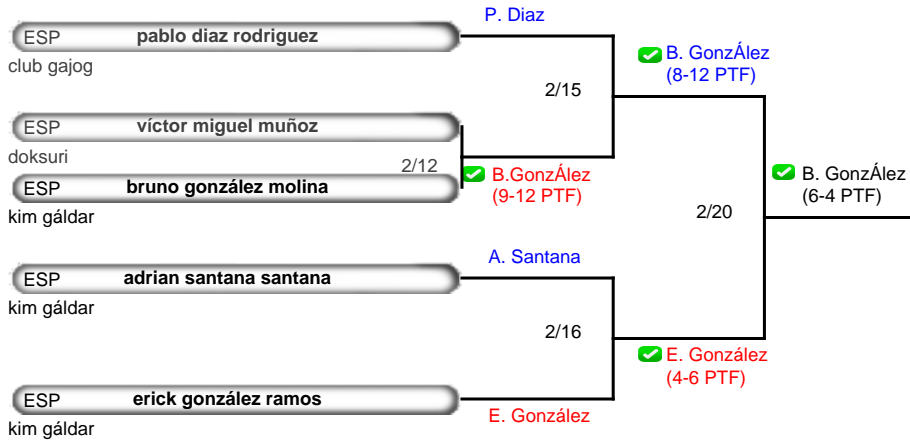 P. Diaz
ESP pablo diaz rodriguez
club gajog
B. GonzÁlez
(8-12 PTF)
2/15
ESP víctor miguel muñoz
doksuri
2/12
B.GonzÁlez
(9-12 PTF)
ESP bruno gonzález molina
kim gáldar
B. GonzÁlez
(6-4 PTF)
2/20
A. Santana
ESP adrian santana santana
kim gáldar
2/16
E. González
(4-6 PTF)
ESP erick gonzález ramos
E. González
kim gáldar